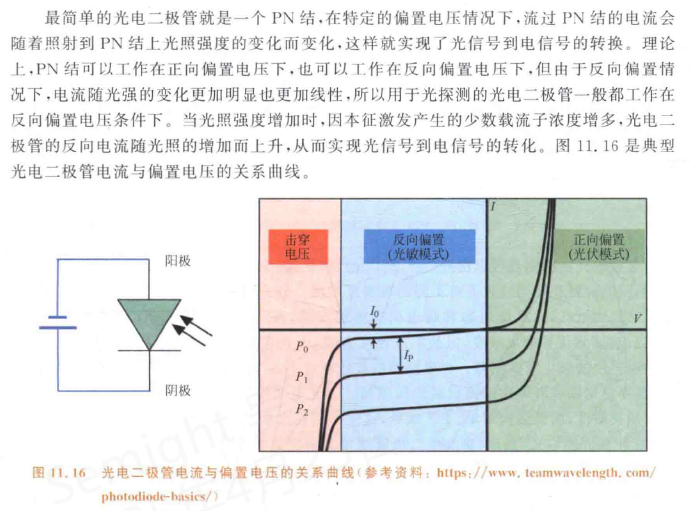 最简单的光电二极管就是一个 PN 结,在特定的偏置电压情况下,流过 PN 结的电流会
随着照射到 PN 结上光照强度的变化而变化,这样就实现了光信号到电信号的转换。理论
上,PN 结可以工作在正向偏置电压下,也可以工作在反向偏置电压下,但由于反向偏置情
况下,电流随光强的变化更加明显也更加线性,所以用于光探测的光电二极管一般都工作在
反向偏置电压条件下。当光照强度增加时,因本征激发产生的少数载流子浓度增多,光电二
极管的反向电流随光照的增加而上升,从而实现光信号到电信号的转化。图 11.16 是典型
光电二极管电流与偏置电压的关系曲线。
阳极
阴极
击穿
电压
反向偏置
(光敏模式)
正向偏置
(光伏模式)
I
V
I0
IP
P0
P1
P2
图 11.16 光电二极管电流与偏置电压的关系曲线(参考资料:https://www.teamwavelength.com/
photodiode-basics/)
Semight